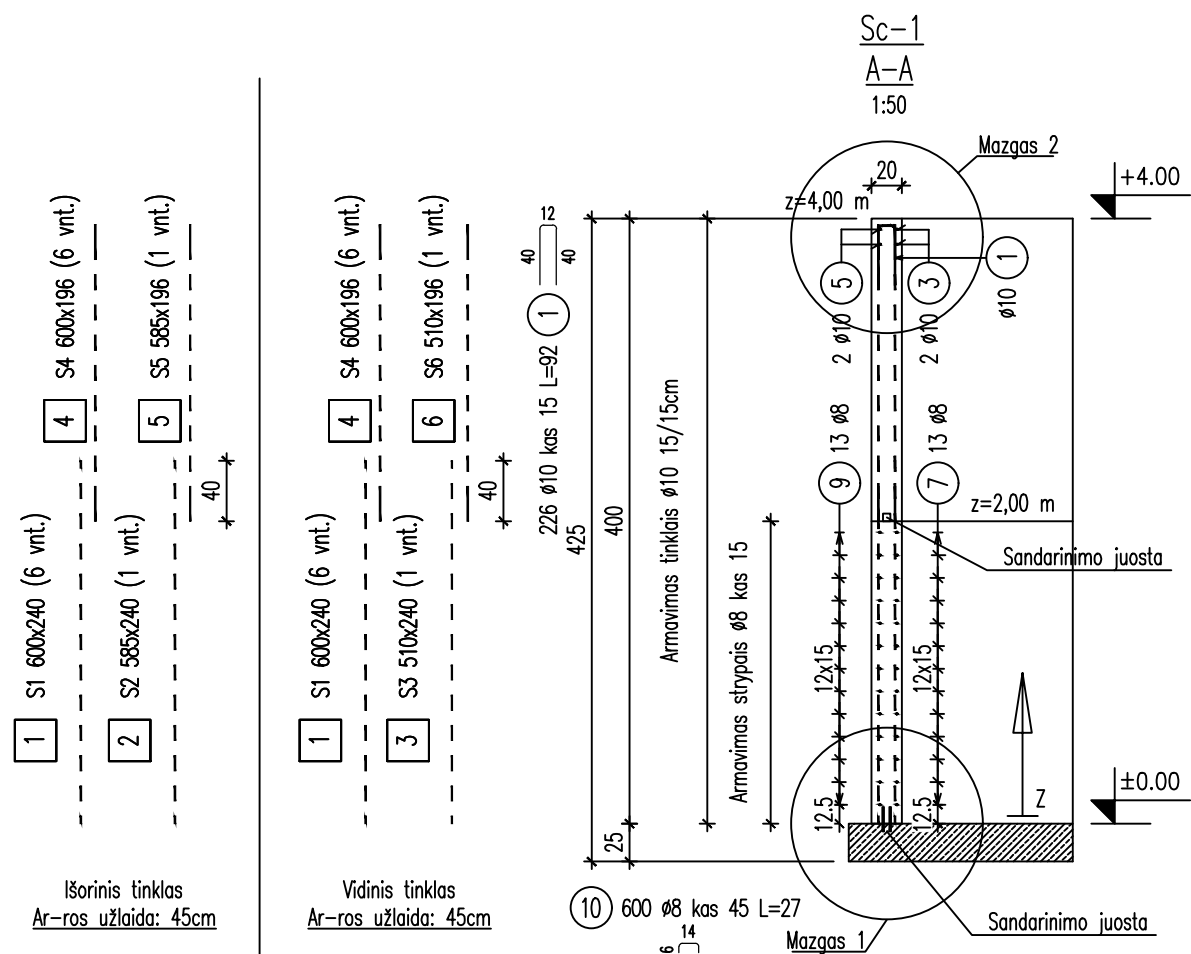 Sc-1
A-A
1:50
Mazgas 2
20
z=4,00 m
+4.00
S4 600x196 (6 vnt.)
4
S5 585x196 (1 vnt.)
5
40
S1 600x240 (6 vnt.)
1
S2 585x240 (1 vnt.)
2
Išorinis tinklas
Ar-ros užlaida: 45cm
S4 600x196 (6 vnt.)
4
S6 510x196 (1 vnt.)
6
40
S1 600x240 (6 vnt.)
1
S3 510x240 (1 vnt.)
3
Vidinis tinklas
Ar-ros užlaida: 45cm
12
40
40
1
226 ø10 kas 15 L=92
425
400
25
Armavimas tinklais ø10 15/15cm
Armavimas strypais ø8 kas 15
5
2 ø10
3
2 ø10
1
ø10
9
13 ø8
7
13 ø8
z=2,00 m
Sandarinimo juosta
12x15
12x15
12.5
12.5
Z
±0.00
10
600 ø8 kas 45 L=27
14
6
Mazgas 1
Sandarinimo juosta